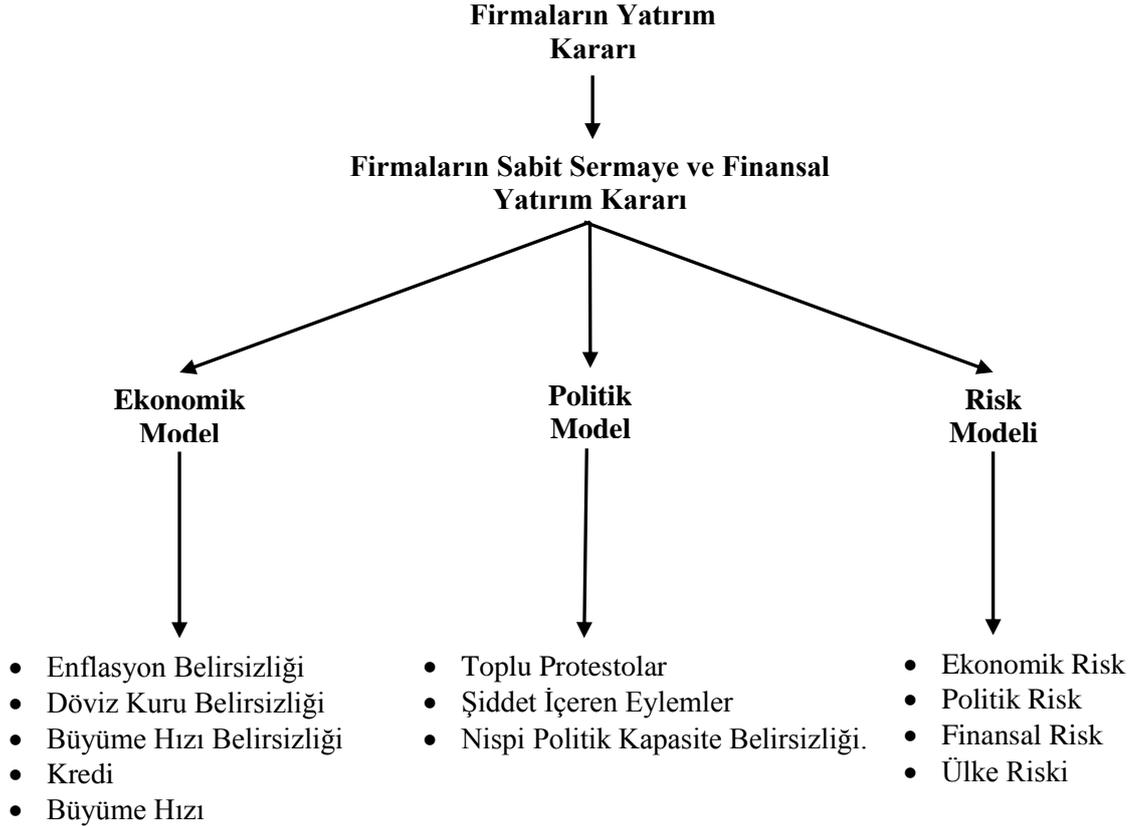 Firmaların Yatırım
Kararı
Firmaların Sabit Sermaye ve Finansal
Yatırım Kararı
Ekonomik
Model
Politik
Model
Risk
Modeli
• Enflasyon Belirsizliği
• Döviz Kuru Belirsizliği
• Büyüme Hızı Belirsizliği
• Kredi
• Büyüme Hızı
• Toplu Protestolar
• Şiddet İçeren Eylemler
• Nispi Politik Kapasite Belirsizliği.
• Ekonomik Risk
• Politik Risk
• Finansal Risk
• Ülke Riski